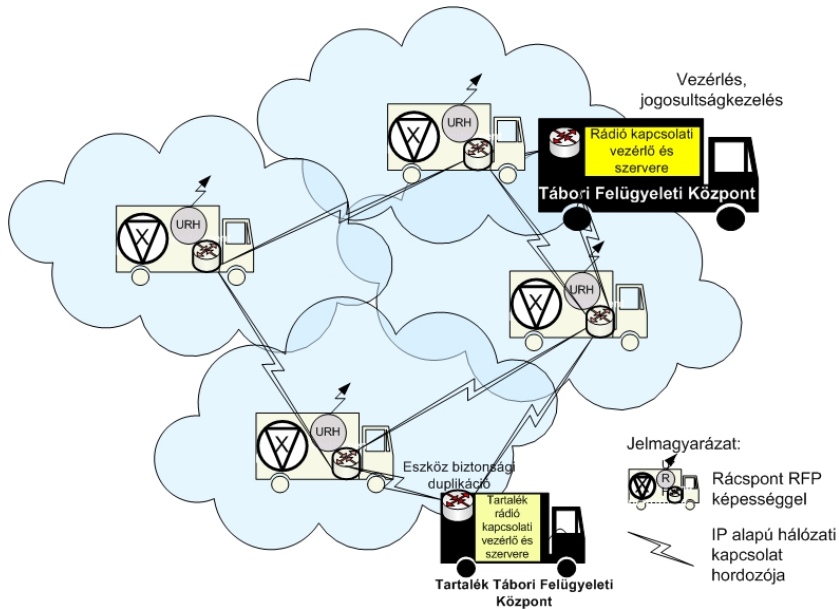 Vezérlés,
jogosultságkezelés
URH
X
Rádió kapcsolati
vezérlő és
szervere
Tábori Felügyeleti Központ
URH
X
URH
X
URH
X
Eszköz biztonsági
duplikáció
Tartalék
rádió
kapcsolati
vezérlő és
szervere
Tartalék Tábori Felügyeleti
Központ
Jelmagyarázat:
R
Rácspont RFP
képességgel
IP alapú hálózati
kapcsolat
hordozója